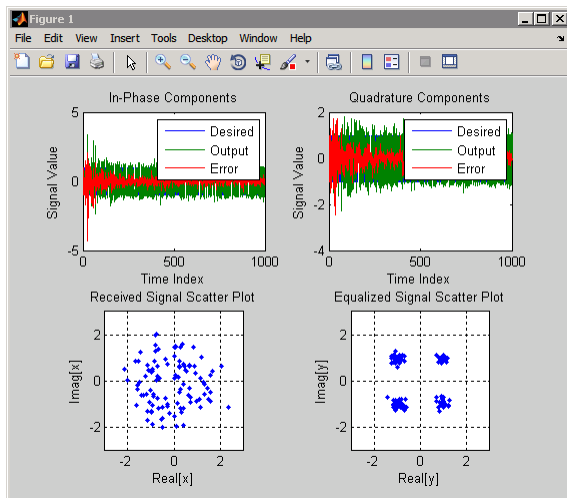 Figure 1
File Edit View Insert Tools Desktop Window Help
In-Phase Components
Quadrature Components
5
0
-5
Signal Value
Desired
Output
Error
0 500 1000
Time Index
2
0
-2
-4
Signal Value
Desired
Output
Error
0 500 1000
Time Index
Received Signal Scatter Plot
Equalized Signal Scatter Plot
2
0
-2
Imag[x]
-2 0 2
Real[x]
2
0
-2
Imag[y]
-2 0 2
Real[y]